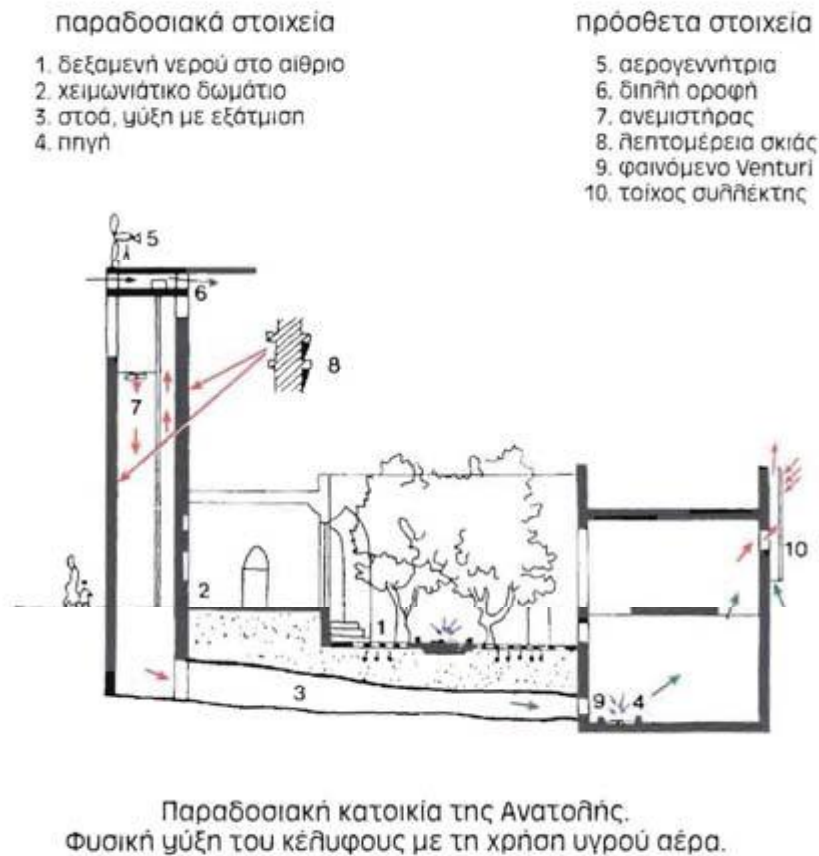 παραδοσιακά στοιχεία
1. δεξαμενή νερού στο αίθριο
2. χειμωνιάτικο δωμάτιο
3. στοά, ψύξη με εξάτμιση
4. πηγή
πρόσθετα στοιχεία
5. αερογεννήτρια
6. διπλή οροφή
7. ανεμιστήρας
8. λεπτομέρεια σκιάς
9. φαινόμενο Venturi
10. τοίχος συλλέκτης
5
6
8
7
10
2
1
3
9 4
Παραδοσιακή κατοικία της Ανατολής.
Φυσική ψύξη του κελύφους με τη χρήση υγρού αέρα.